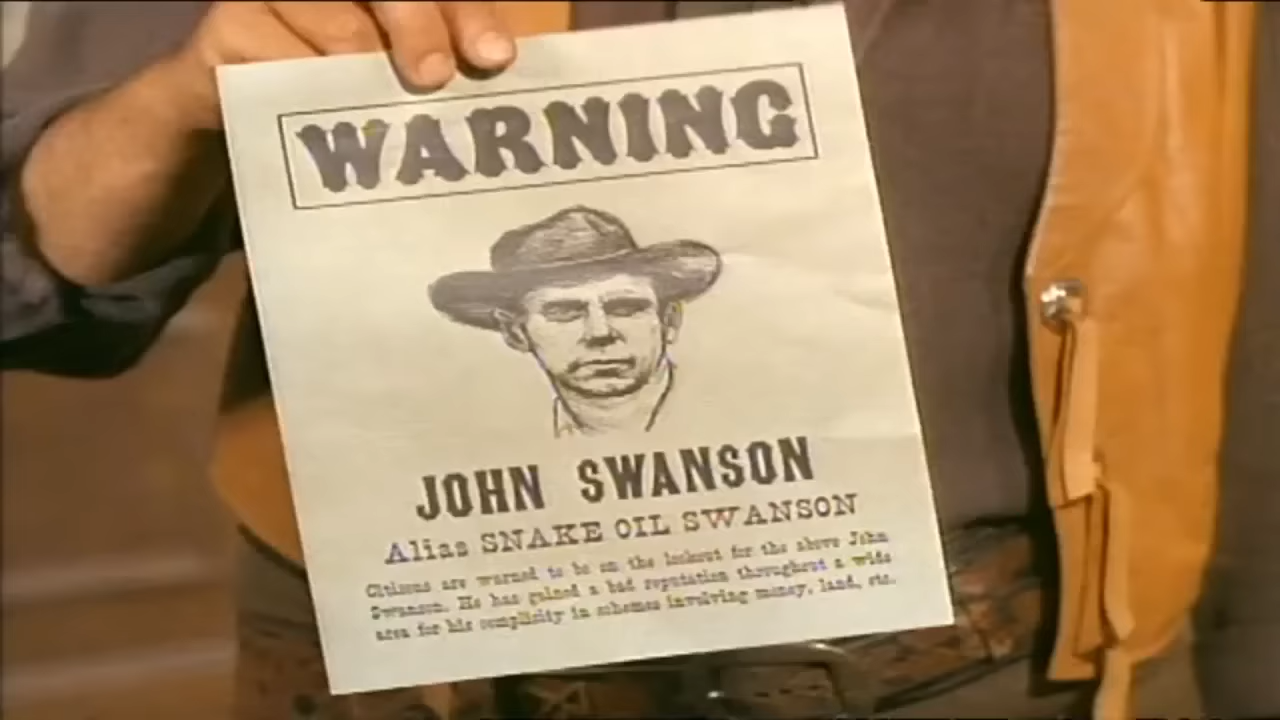 WARNING
JOHN SWANSON
Alias SNAKE OIL SWANSON
Citizens are warned to be on the lookout for the above John
Swanson. He has gained a bad reputation throughout a wide
area for his complicity in schemes involving money, land, etc.